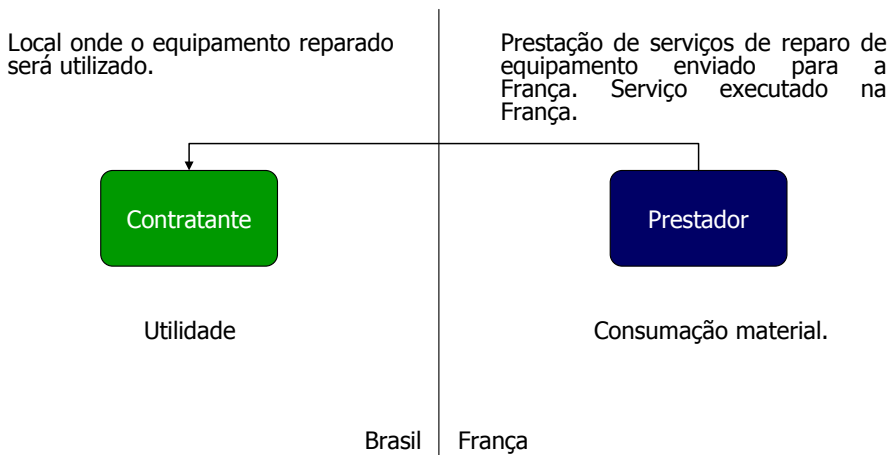 Local onde o equipamento reparado
será utilizado.
Prestação de serviços de reparo de
equipamento enviado para a
França. Serviço executado na
França.
Contratante
Prestador
Utilidade
Consumação material.
Brasil
França